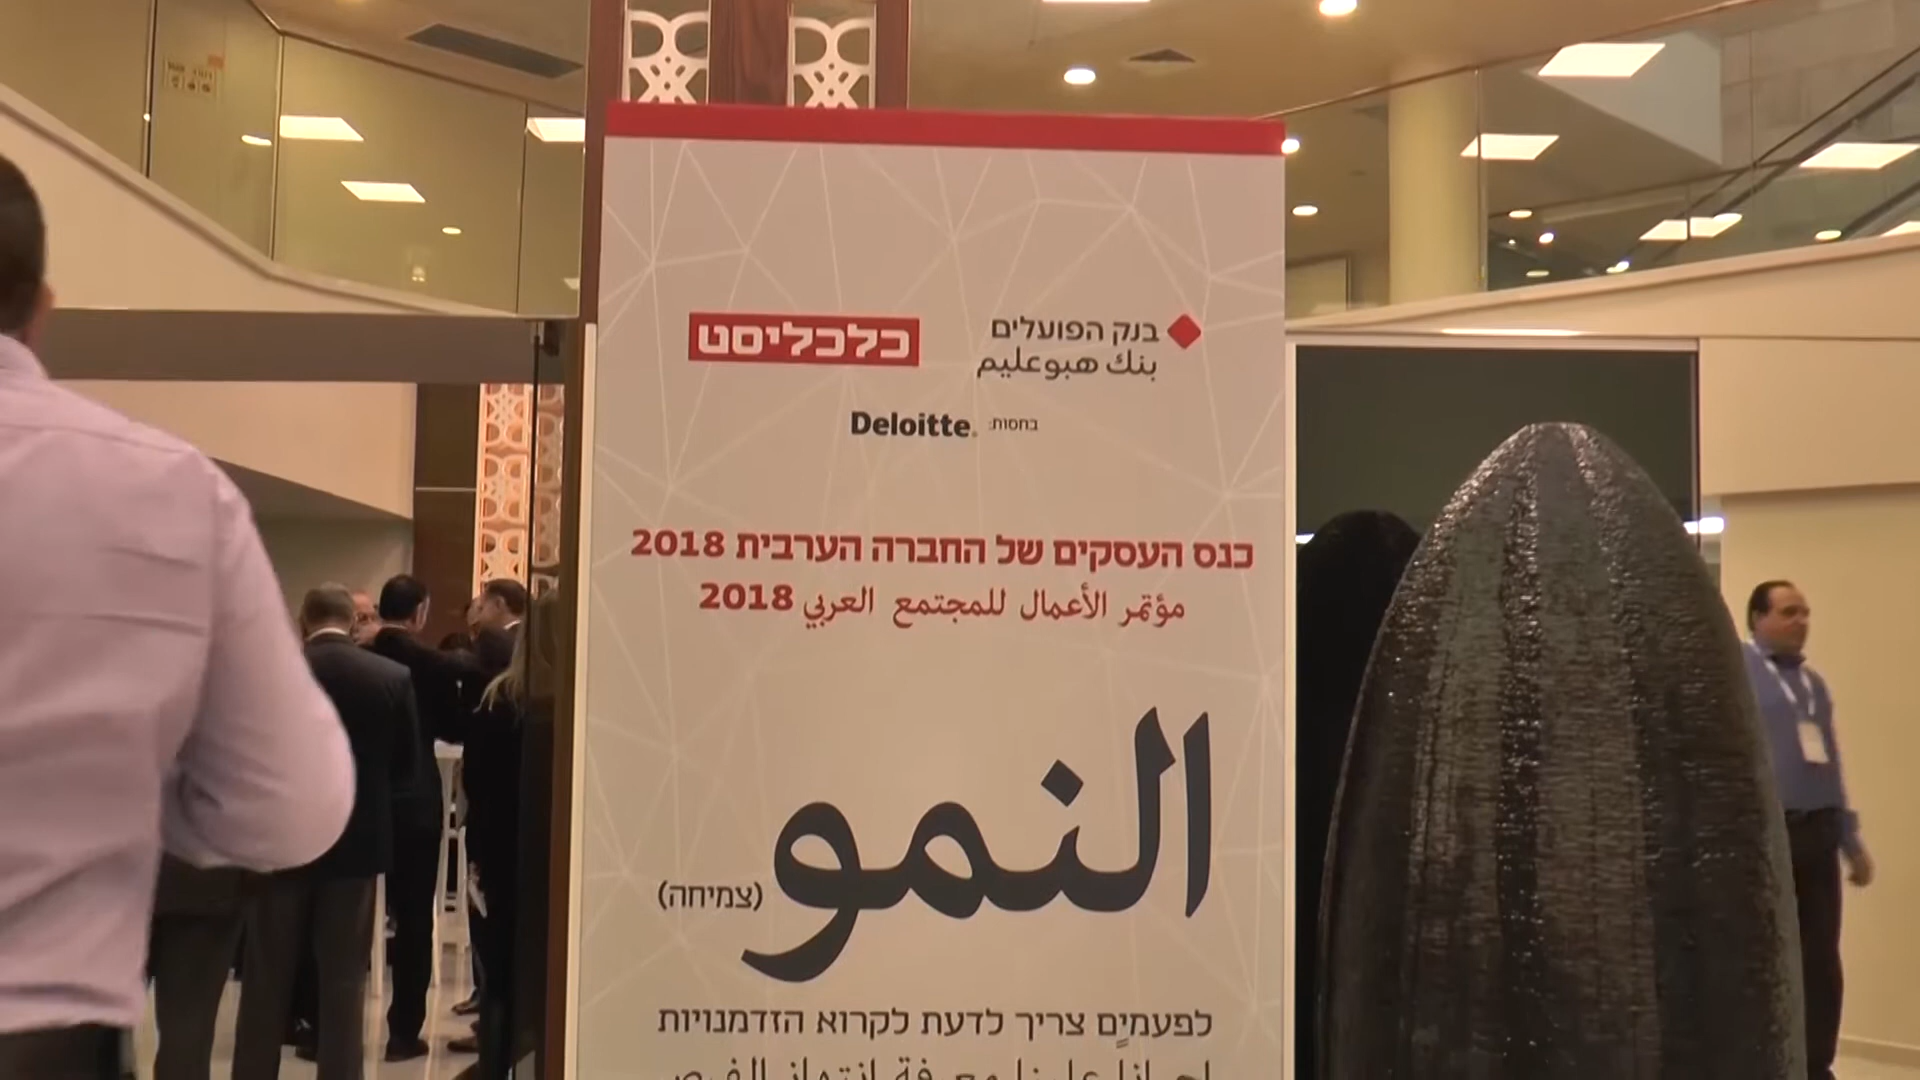 בנק הפועלים
بنك هبوعليم
כלכליסט
בחסות: Deloitte.
כנס העסקים של החברה הערבית 2018
مؤتمر الأعمال للمجتمع العربي 2018
النمو
(צמיחה)
לפעמים צריך לדעת לקרוא הזדמנויות